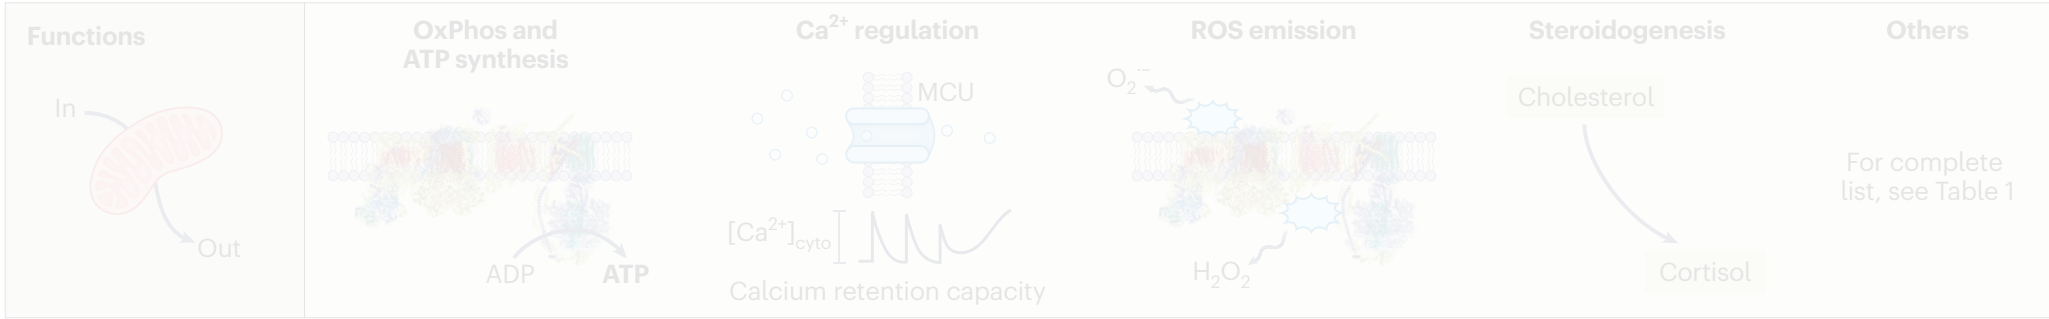 Functions
In
Out
OxPhos and
ATP synthesis
ADP
ATP
Ca²⁺ regulation
MCU
[Ca²⁺]cyto
Calcium retention capacity
ROS emission
O₂˙⁻
H₂O₂
Steroidogenesis
Cholesterol
Cortisol
Others
For complete
list, see Table 1